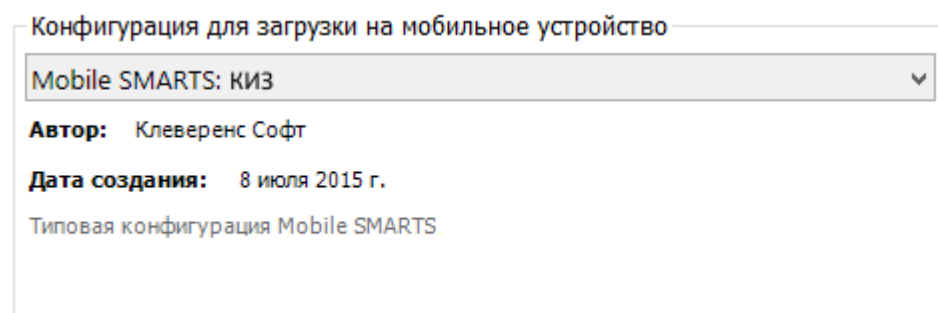 Конфигурация для загрузки на мобильное устройство
Mobile SMARTS: КИЗ
Автор: Клеверенс Софт
Дата создания: 8 июля 2015 г.
Типовая конфигурация Mobile SMARTS